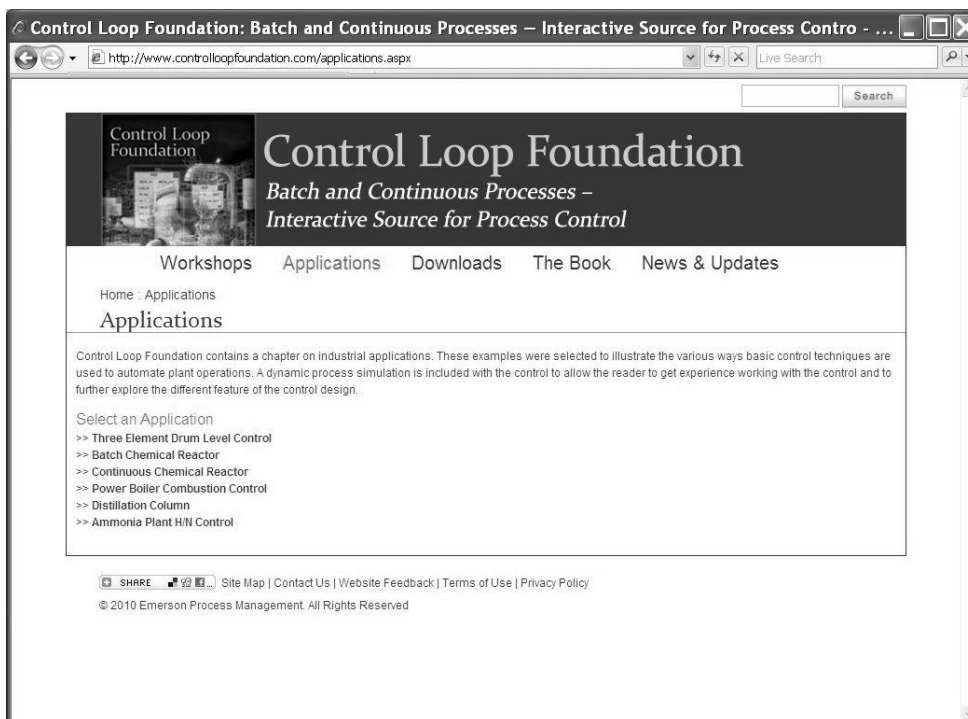 Control Loop Foundation: Batch and Continuous Processes – Interactive Source for Process Contro - ...
http://www.controlloopfoundation.com/applications.aspx
Live Search
Search
Control Loop
Foundation
Control Loop Foundation
Batch and Continuous Processes –
Interactive Source for Process Control
Workshops Applications Downloads The Book News & Updates
Home : Applications
Applications
Control Loop Foundation contains a chapter on industrial applications. These examples were selected to illustrate the various ways basic control techniques are
used to automate plant operations. A dynamic process simulation is included with the control to allow the reader to get experience working with the control and to
further explore the different feature of the control design.
Select an Application
>> Three Element Drum Level Control
>> Batch Chemical Reactor
>> Continuous Chemical Reactor
>> Power Boiler Combustion Control
>> Distillation Column
>> Ammonia Plant H/N Control
SHARE ... Site Map | Contact Us | Website Feedback | Terms of Use | Privacy Policy
© 2010 Emerson Process Management. All Rights Reserved